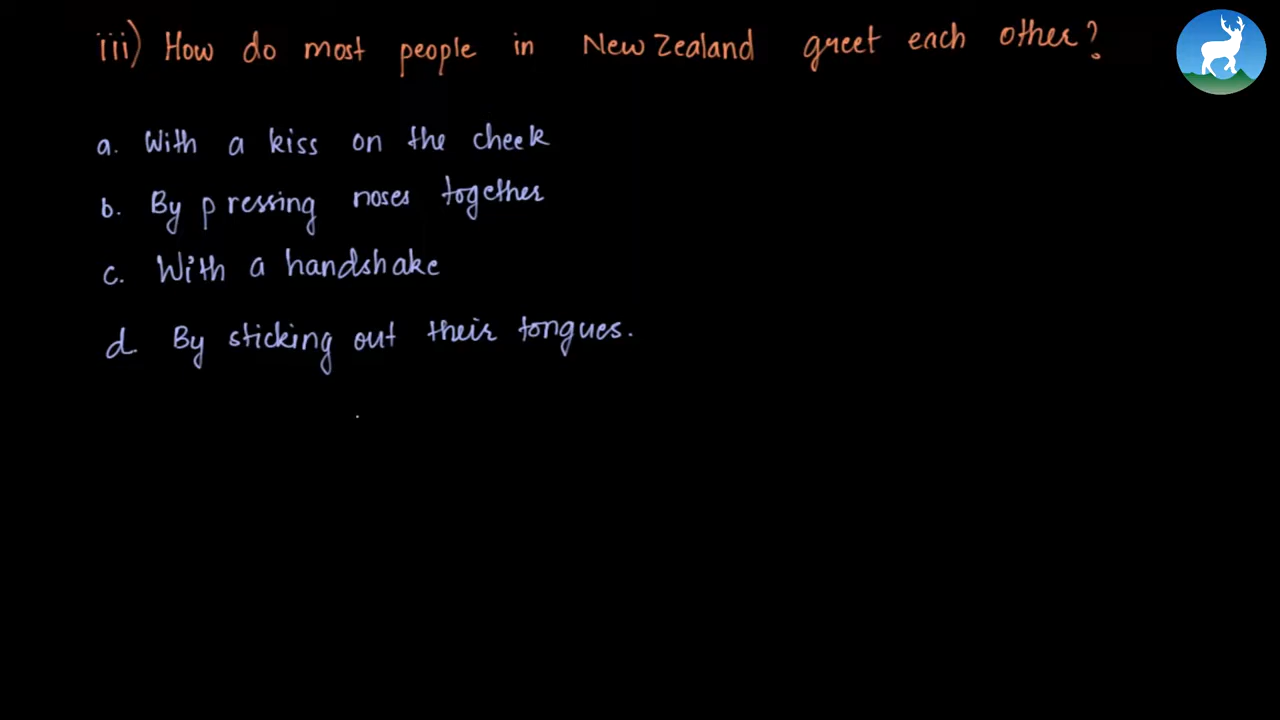 iii) How do most people in New Zealand greet each other?
a. With a kiss on the cheek
b. By pressing noses together
c. With a handshake
d. By sticking out their tongues.